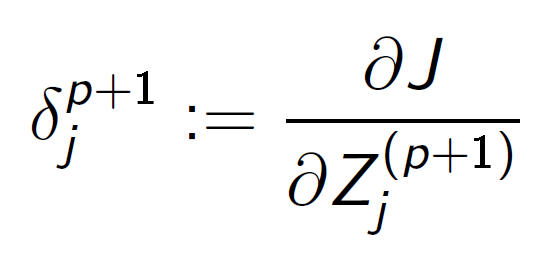 δ_j^{p+1} := ∂J / ∂Z_j^{(p+1)}